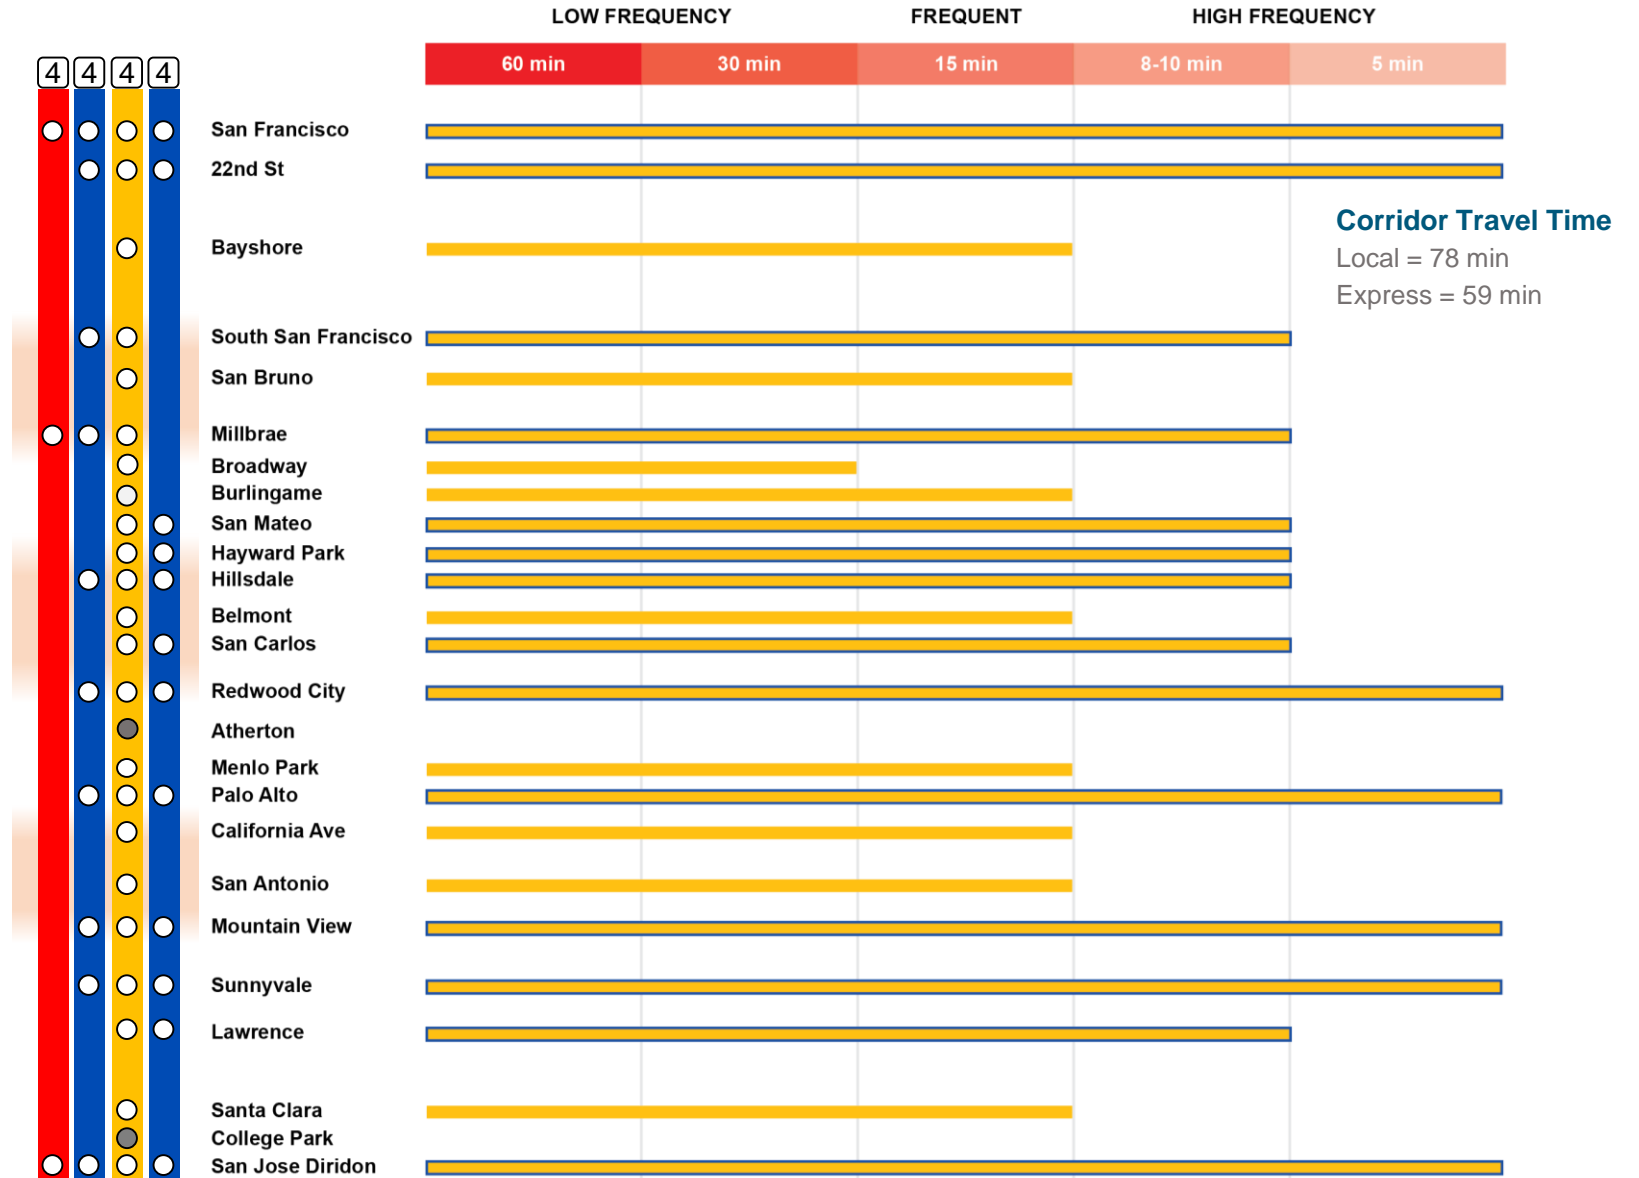 LOW FREQUENCY FREQUENT HIGH FREQUENCY
60 min 30 min 15 min 8-10 min 5 min
4 4 4 4
San Francisco
22nd St
Corridor Travel Time
Local = 78 min
Express = 59 min
Bayshore
South San Francisco
San Bruno
Millbrae
Broadway
Burlingame
San Mateo
Hayward Park
Hillsdale
Belmont
San Carlos
Redwood City
Atherton
Menlo Park
Palo Alto
California Ave
San Antonio
Mountain View
Sunnyvale
Lawrence
Santa Clara
College Park
San Jose Diridon